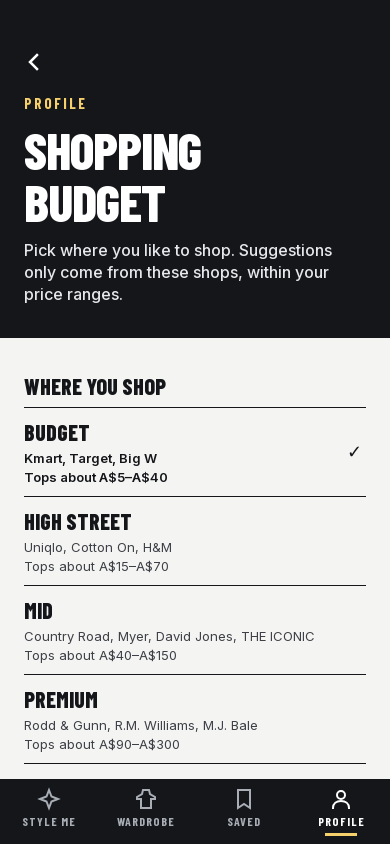 PROFILE
SHOPPING
BUDGET
Pick where you like to shop. Suggestions
only come from these shops, within your
price ranges.
WHERE YOU SHOP
BUDGET
Kmart, Target, Big W
Tops about A$5–A$40
✓
HIGH STREET
Uniqlo, Cotton On, H&M
Tops about A$15–A$70
MID
Country Road, Myer, David Jones, THE ICONIC
Tops about A$40–A$150
PREMIUM
Rodd & Gunn, R.M. Williams, M.J. Bale
Tops about A$90–A$300
STYLE ME
WARDROBE
SAVED
PROFILE